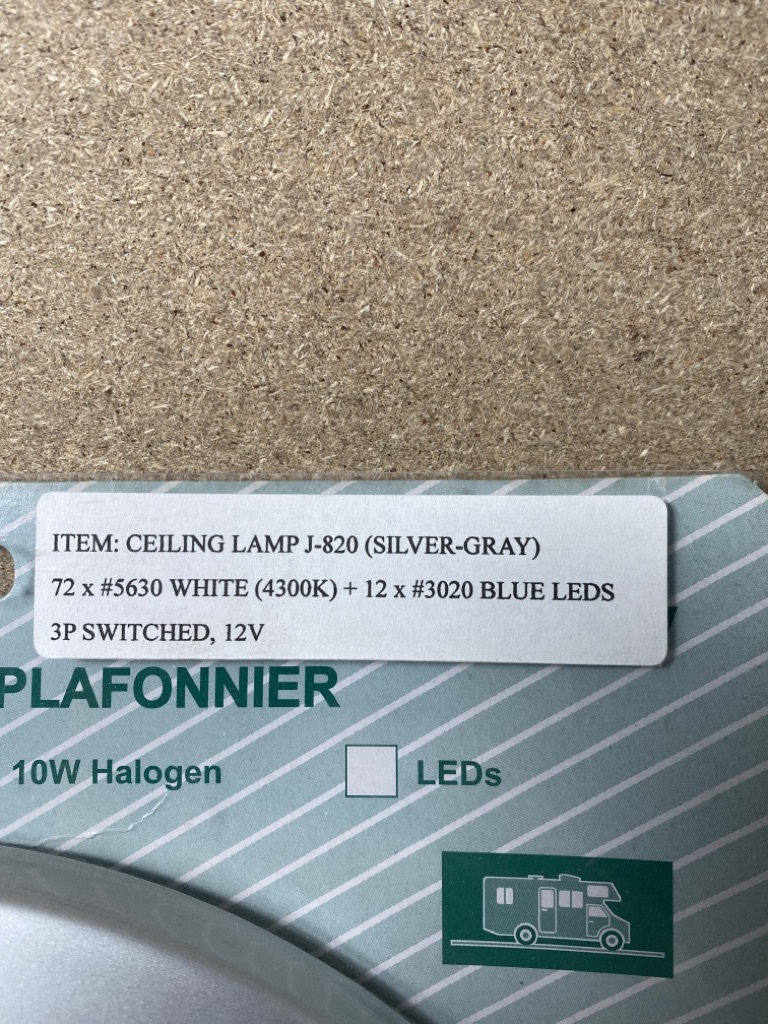 ITEM: CEILING LAMP J-820 (SILVER-GRAY)
72 x #5630 WHITE (4300K) + 12 x #3020 BLUE LEDS
3P SWITCHED, 12V
PLAFONNIER
10W Halogen LEDs